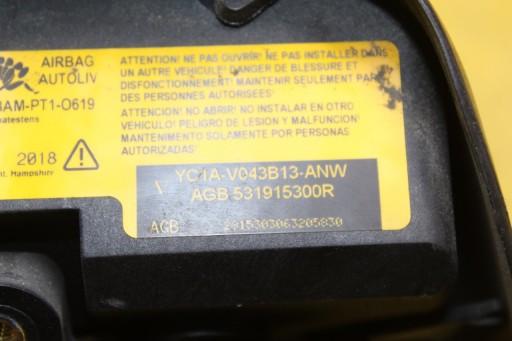 AIRBAG
AUTOLIV
BAM-PT1-0619
2018
ATTENTION! NE PAS OUVRIR! NE PAS INSTALLER DANS
UN AUTRE VEHICULE! DANGER DE BLESSURE ET
DISFONCTIONNEMENT! MAINTENIR SEULEMENT PAR
DES PERSONNES AUTORISEES!
ATTENCION! NO ABRIR! NO INSTALAR EN OTRO
VEHICULO! PELIGRO DE LESION Y MALFUNCION!
MANTENIMENTO SOLAMENTE POR PERSONAS
AUTORIZADAS!
YC1A-V043B13-ANW
AGB 531915300R
AGB